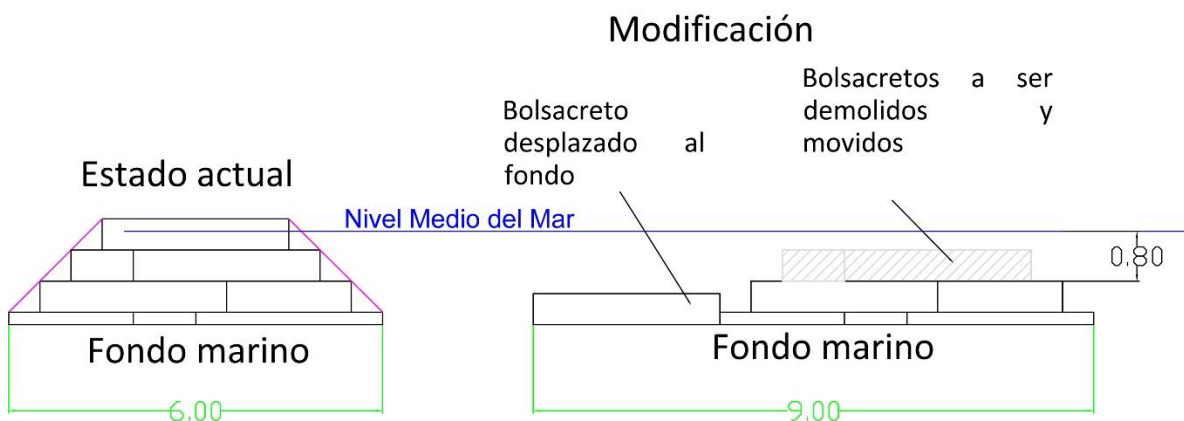 Modificación
Bolsacreto
desplazado al
fondo
Bolsacretos a ser
demolidos y
movidos
Estado actual
Nivel Medio del Mar
0.80
Fondo marino
Fondo marino
6.00
9.00